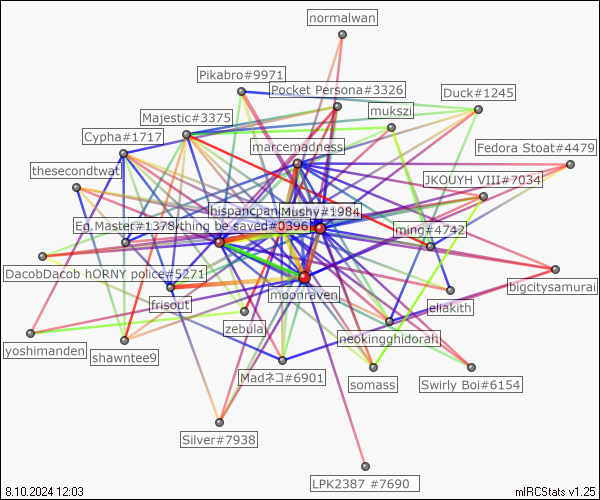 normalwan
Pikabro#9971
Pocket Persona#3326
Duck#1245
Majestic#3375
mukszi
Cypha#1717
marcemadness
Fedora Stoat#4479
thesecondtwat
JKOUYH VIII#7034
Mushy#1984
Eg.Master#1378
ything be saved#0396
ming#4742
DacobDacob hORNY police#5271
moonraven
bigcitysamurai
frisout
eliakith
zebula
neokingghidorah
yoshimanden
shawntee9
Madネコ#6901
somass
Swirly Boi#6154
Silver#7938
LPK2387 #7690
8.10.2024 12:03
mIRCStats v1.25